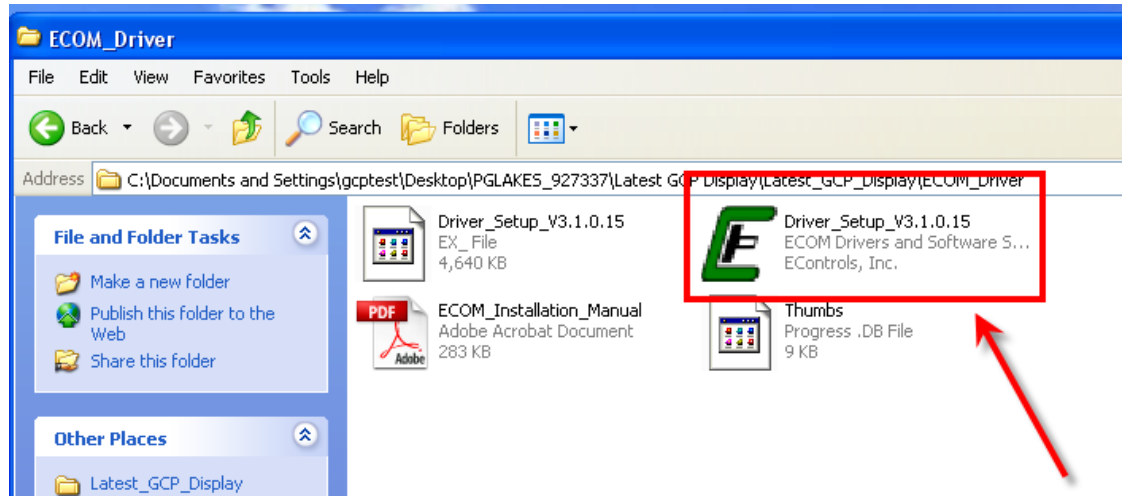 ECOM_Driver
File Edit View Favorites Tools Help
Back Search Folders
Address C:\Documents and Settings\gcptest\Desktop\PGLAKES_927337\Latest GCP Display\Latest_GCP_Display\ECOM_Driver
File and Folder Tasks
Make a new folder
Publish this folder to the
Web
Share this folder
Other Places
Latest_GCP_Display
Driver_Setup_V3.1.0.15
EX_ File
4,640 KB
Driver_Setup_V3.1.0.15
ECOM Drivers and Software S...
EControls, Inc.
PDF
Adobe
ECOM_Installation_Manual
Adobe Acrobat Document
283 KB
Thumbs
Progress .DB File
9 KB